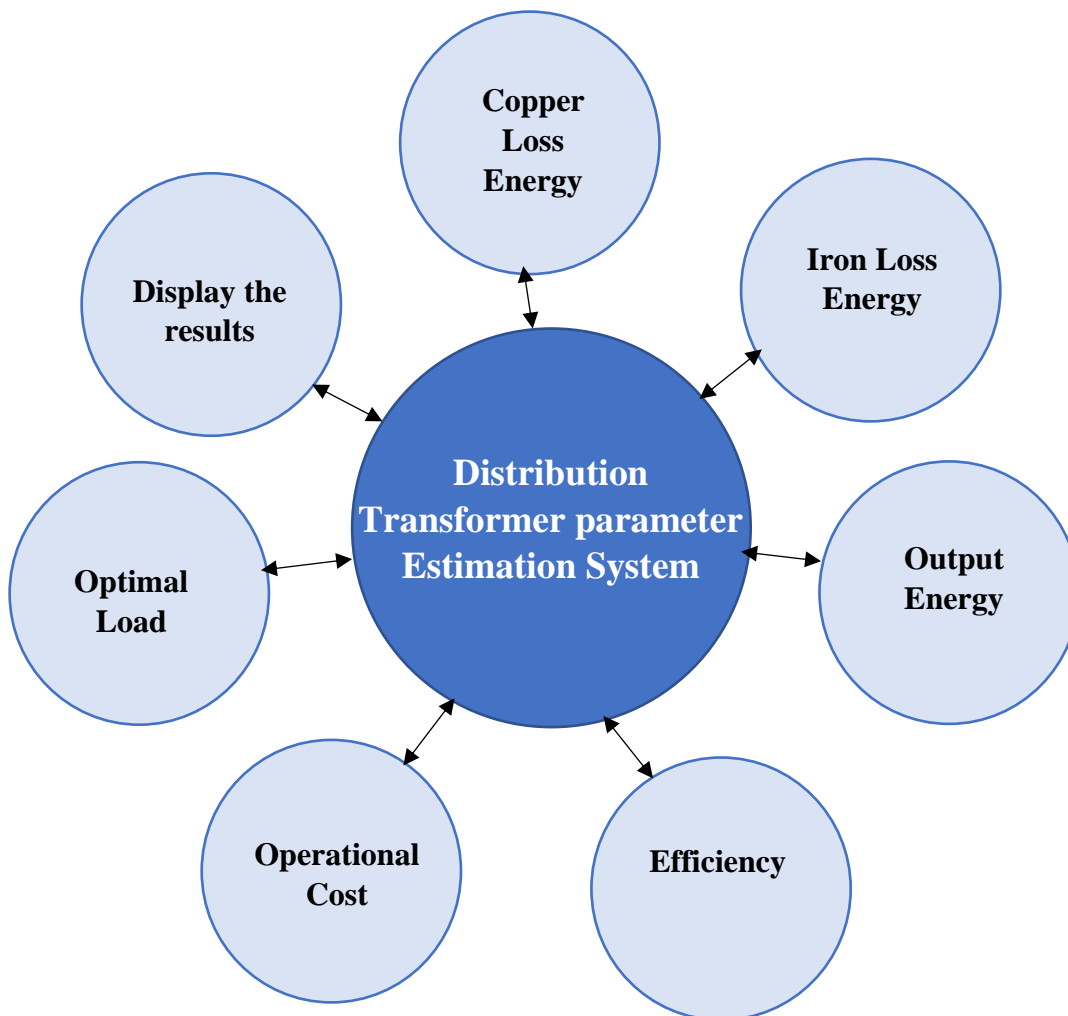 Copper
Loss
Energy
Iron Loss
Energy
Display the
results
Distribution
Transformer parameter
Estimation System
Output
Energy
Optimal
Load
Operational
Cost
Efficiency